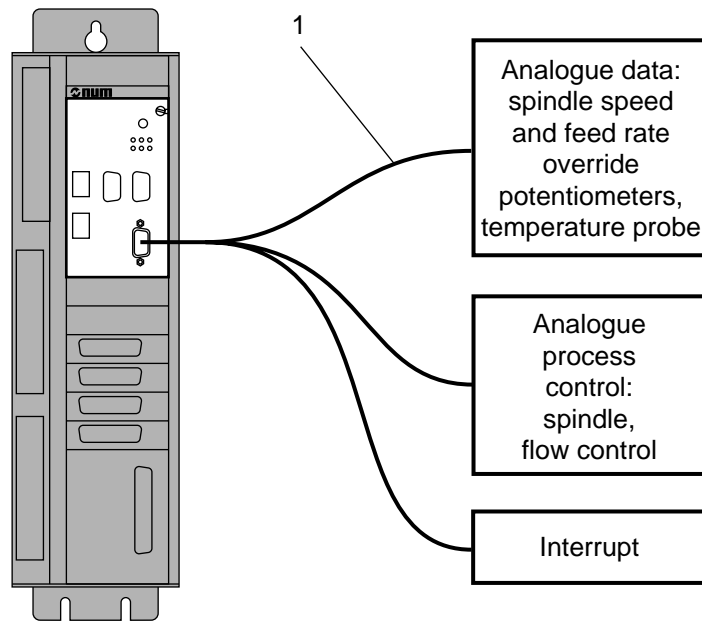 1
num
Analogue data:
spindle speed
and feed rate
override
potentiometers,
temperature probe
Analogue
process
control:
spindle,
flow control
Interrupt